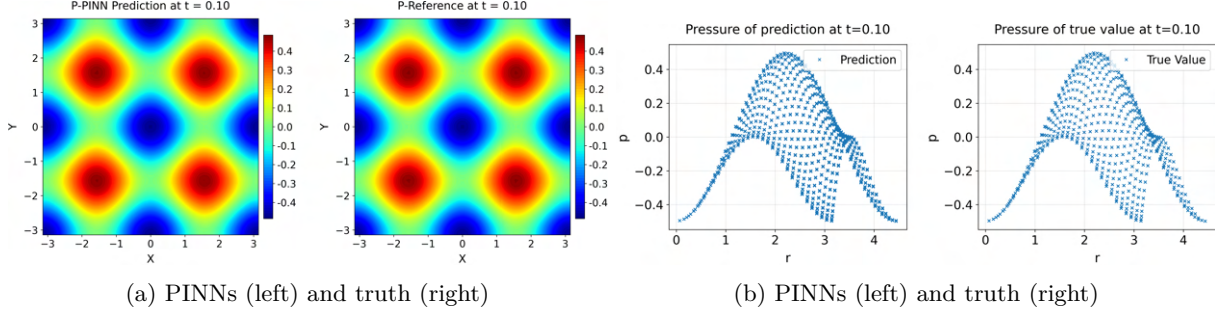 P-PINN Prediction at t = 0.10
P-Reference at t = 0.10
Pressure of prediction at t=0.10
Pressure of true value at t=0.10
3
2
1
0
−1
−2
−3
Y
−3 −2 −1 0 1 2 3
X
0.4
0.3
0.2
0.1
0.0
−0.1
−0.2
−0.3
−0.4
3
2
1
0
−1
−2
−3
Y
−3 −2 −1 0 1 2 3
X
0.4
0.3
0.2
0.1
0.0
−0.1
−0.2
−0.3
−0.4
Prediction
0.4
0.2
0.0
−0.2
−0.4
p
0 1 2 3 4
r
True Value
0.4
0.2
0.0
−0.2
−0.4
p
0 1 2 3 4
r
(a) PINNs (left) and truth (right)
(b) PINNs (left) and truth (right)